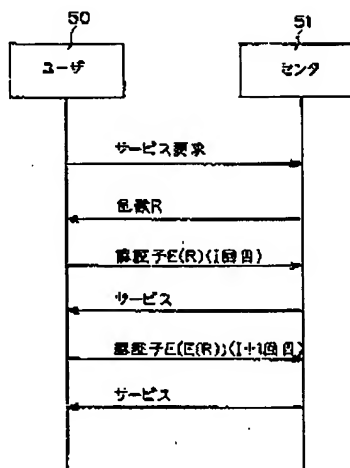 50
51
ユーザ
センタ
サービス要求
乱数R
認証子E(R)(I回目)
サービス
認証子E(E(R))(I+1回目)
サービス